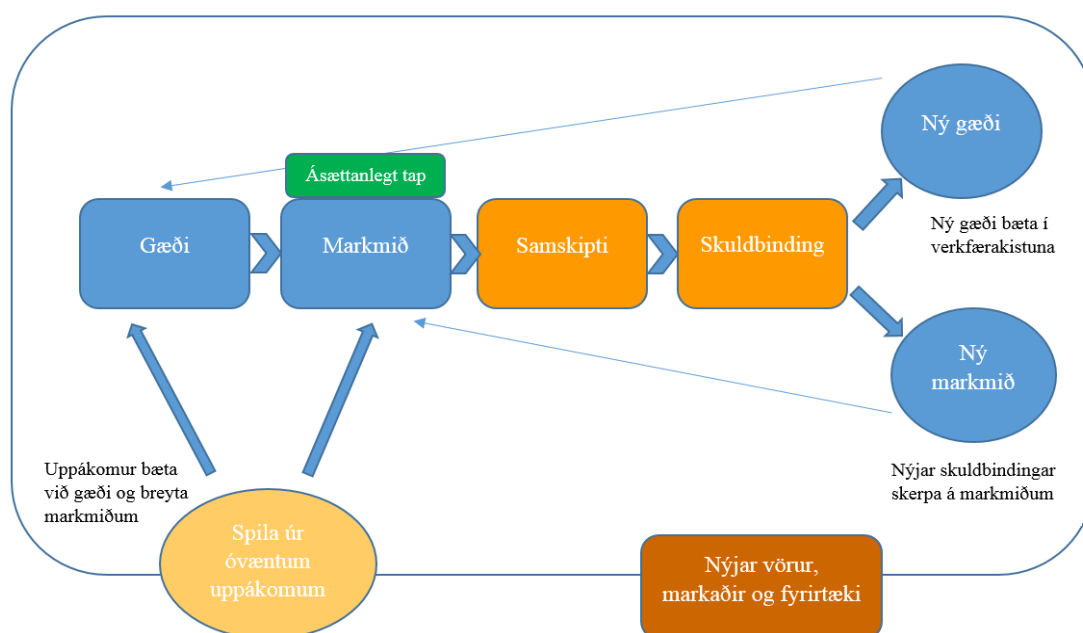 Ný gæði
Ásættanlegt tap
Gæði
Markmið
Samskipti
Skuldbinding
Ný gæði bæta í
verkfærakistuna
Ný
markmið
Uppákomur bæta
við gæði og breyta
markmiðum
Nýjar skuldbindingar
skerpa á markmiðum
Spila úr
óvæntum
uppákomum
Nýjar vörur,
markaðir og fyrirtæki